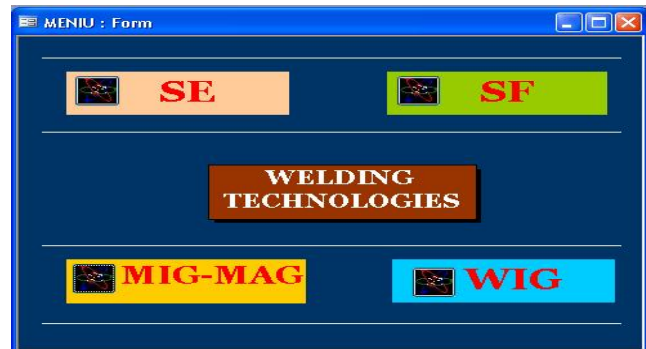 MENIU : Form
SE
SF
WELDING
TECHNOLOGIES
MIG-MAG
WIG